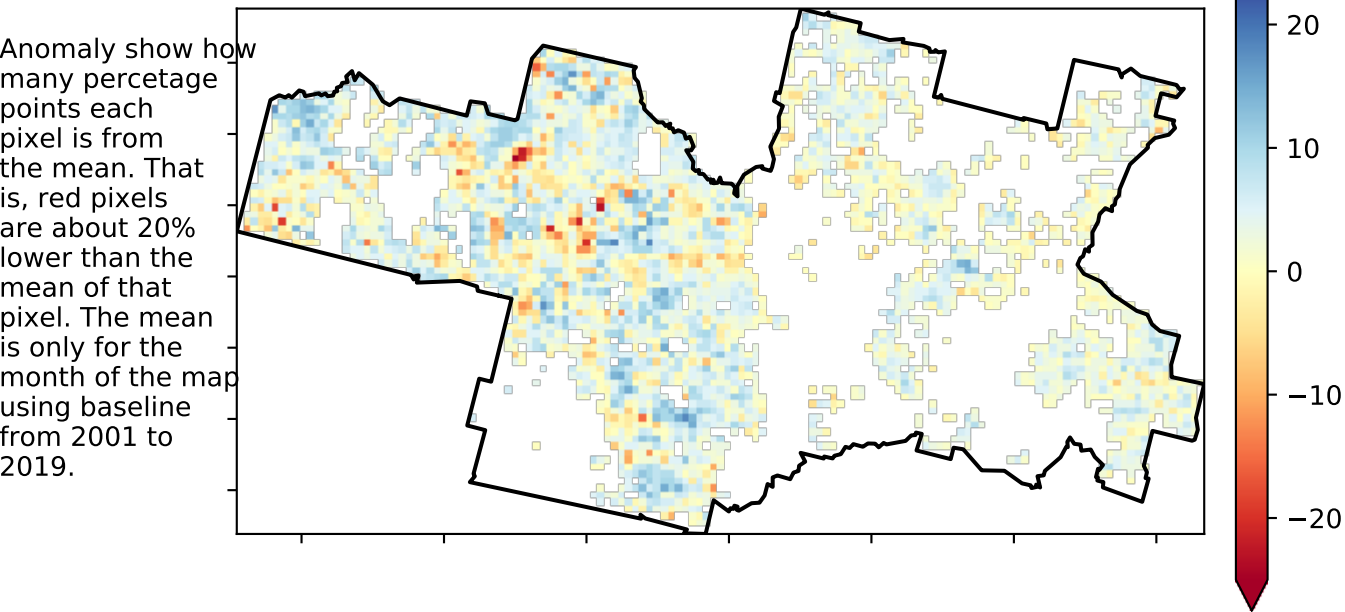 Anomaly show how
many percetage
points each
pixel is from
the mean. That
is, red pixels
are about 20%
lower than the
mean of that
pixel. The mean
is only for the
month of the map
using baseline
from 2001 to
2019.
20
10
0
−10
−20